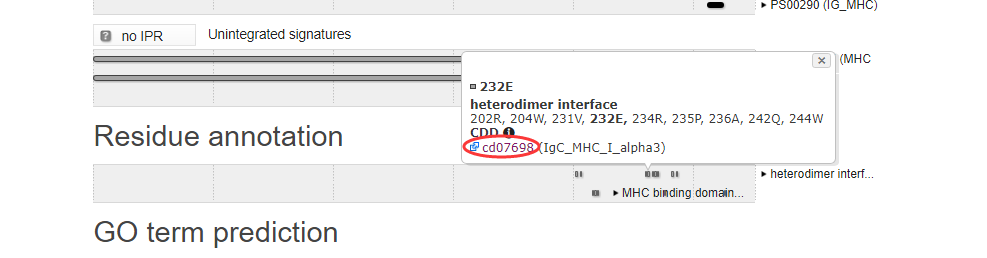 PS00290 (IG_MHC)
? no IPR Unintegrated signatures
(MHC
232E
heterodimer interface
202R, 204W, 231V, 232E, 234R, 235P, 236A, 242Q, 244W
CDD
cd07698 (IgC_MHC_I_alpha3)
Residue annotation
heterodimer interf...
MHC binding domain...
GO term prediction